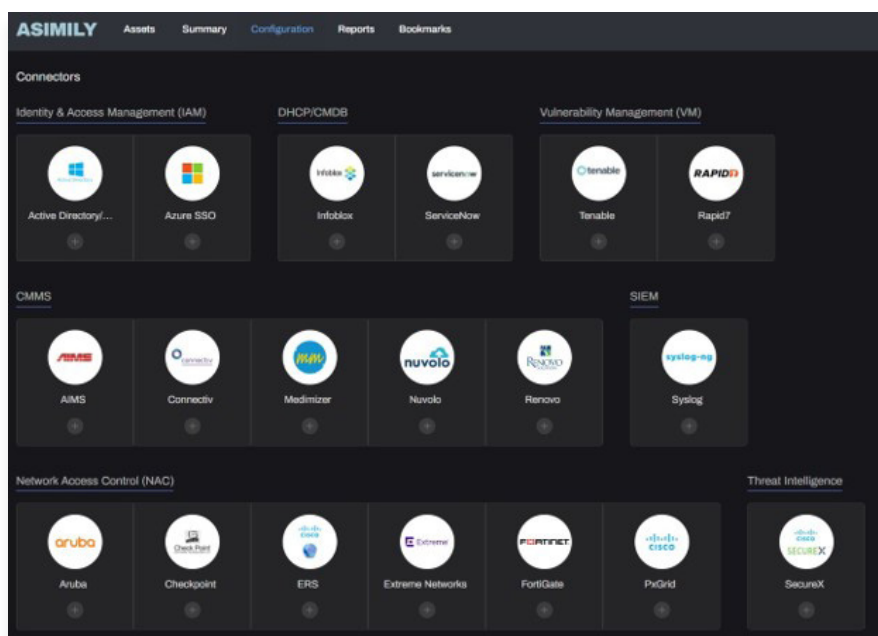 ASIMILY Assets Summary Configuration Reports Bookmarks
Connectors
Identity & Access Management (IAM) DHCP/CMDB Vulnerability Management (VM)
Infoblox servicenow tenable RAPID7
Active Directory/... Azure SSO Infoblox ServiceNow Tenable Rapid7
CMMS SIEM
AIMS connectiv mm nuvolo RENOVO syslog-ng
AIMS Connectiv Medimizer Nuvolo Renovo Syslog
Network Access Control (NAC) Threat Intelligence
aruba Check Point CISCO Extreme FORTINET CISCO CISCO SECUREX
Aruba Checkpoint ERS Extreme Networks FortiGate PxGrid SecureX